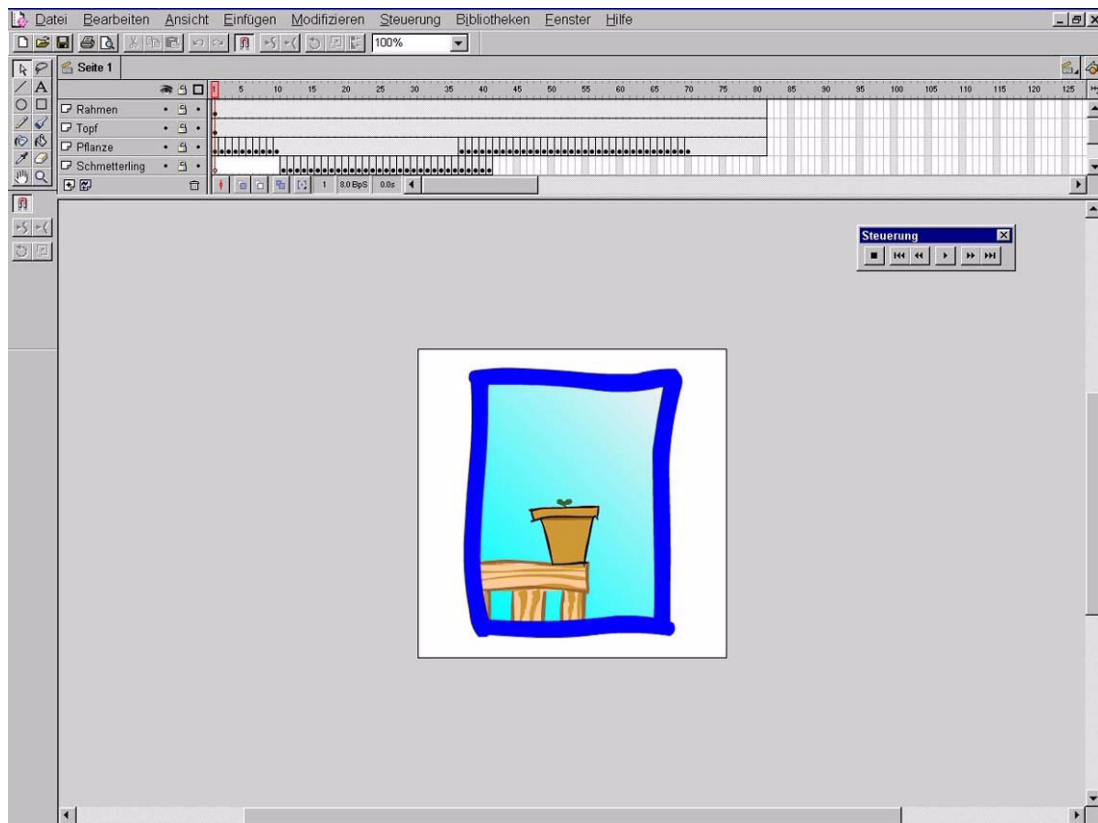 Datei Bearbeiten Ansicht Einfügen Modifizieren Steuerung Bibliotheken Fenster Hilfe
100%
Seite 1
1 5 10 15 20 25 30 35 40 45 50 55 60 65 70 75 80 85 90 95 100 105 110 115 120 125
Rahmen
Topf
Pflanze
Schmetterling
1 8.0 BpS 0.0s
Steuerung